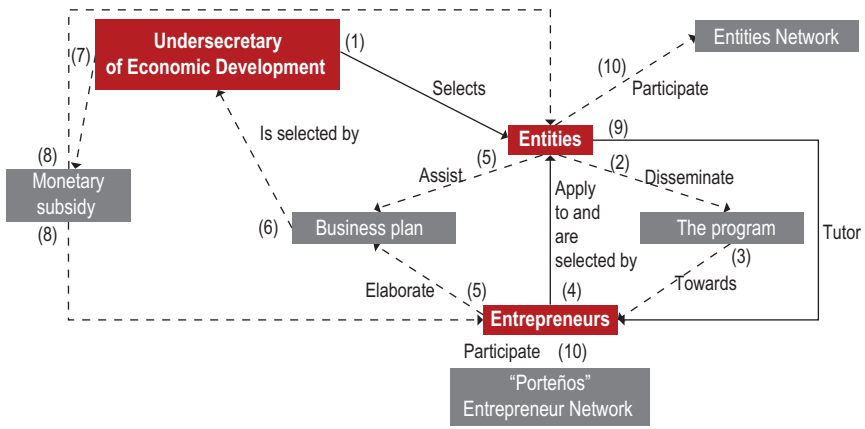 Undersecretary
of Economic Development
(1)
(7)
Entities Network
(10)
Participate
Selects
Is selected by
Entities
(9)
(8)
Monetary
subsidy
(8)
Assist
(5)
(2)
Disseminate
(6)
Business plan
Apply
to and
are
selected by
The program
(3)
Tutor
Elaborate
(5)
(4)
Towards
Entrepreneurs
Participate
(10)
“Porteños”
Entrepreneur Network